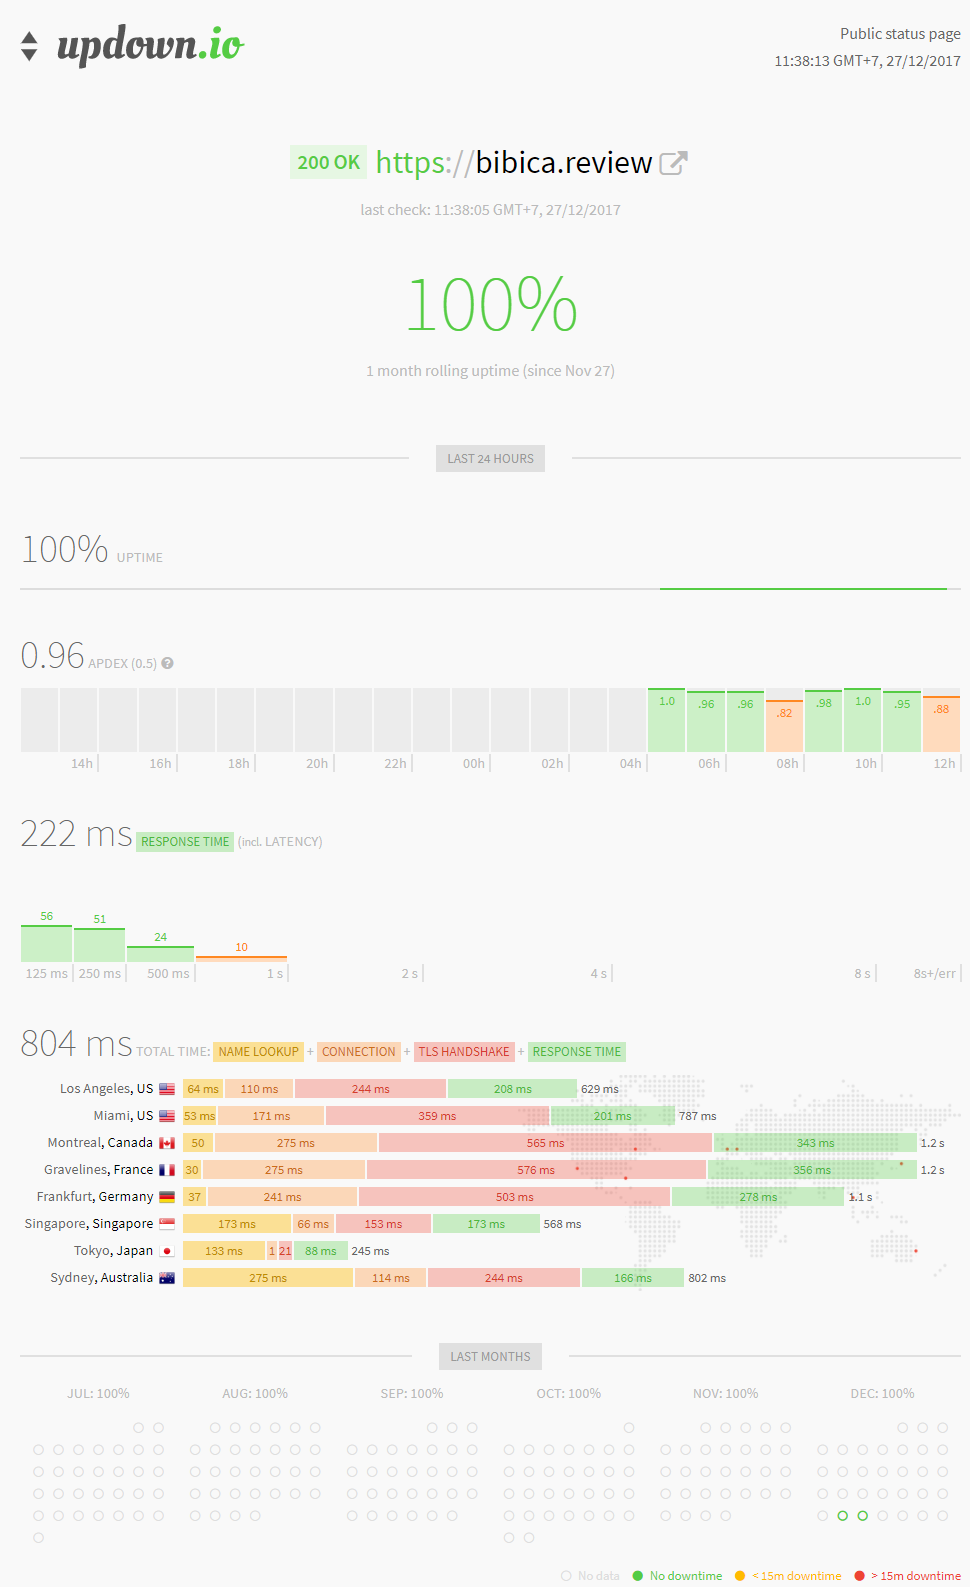 updown.io
Public status page
11:38:13 GMT+7, 27/12/2017
200 OK https://bibica.review
last check: 11:38:05 GMT+7, 27/12/2017
100%
1 month rolling uptime (since Nov 27)
LAST 24 HOURS
100% UPTIME
0.96 APDEX (0.5) ?
1.0 .96 .96 .82 .98 1.0 .95 .88
14h 16h 18h 20h 22h 00h 02h 04h 06h 08h 10h 12h
222 ms RESPONSE TIME (incl. LATENCY)
56 51 24 10
125 ms 250 ms 500 ms 1 s 2 s 4 s 8 s 8s+/err
804 ms TOTAL TIME: NAME LOOKUP + CONNECTION + TLS HANDSHAKE + RESPONSE TIME
Los Angeles, US 64 ms 110 ms 244 ms 208 ms 629 ms
Miami, US 53 ms 171 ms 359 ms 201 ms 787 ms
Montreal, Canada 50 275 ms 565 ms 343 ms 1.2 s
Gravelines, France 30 275 ms 576 ms 356 ms 1.2 s
Frankfurt, Germany 37 241 ms 503 ms 278 ms 1.1 s
Singapore, Singapore 173 ms 66 ms 153 ms 173 ms 568 ms
Tokyo, Japan 133 ms 1 21 88 ms 245 ms
Sydney, Australia 275 ms 114 ms 244 ms 166 ms 802 ms
LAST MONTHS
JUL: 100% AUG: 100% SEP: 100% OCT: 100% NOV: 100% DEC: 100%
No data No downtime < 15m downtime > 15m downtime